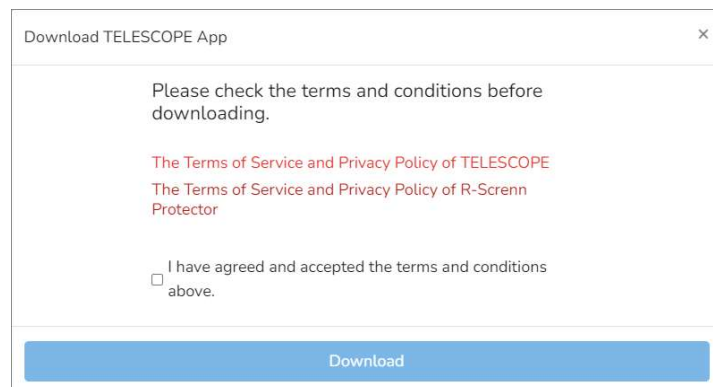 Download TELESCOPE App ×
Please check the terms and conditions before
downloading.
The Terms of Service and Privacy Policy of TELESCOPE
The Terms of Service and Privacy Policy of R-Screnn
Protector
I have agreed and accepted the terms and conditions
above.
Download